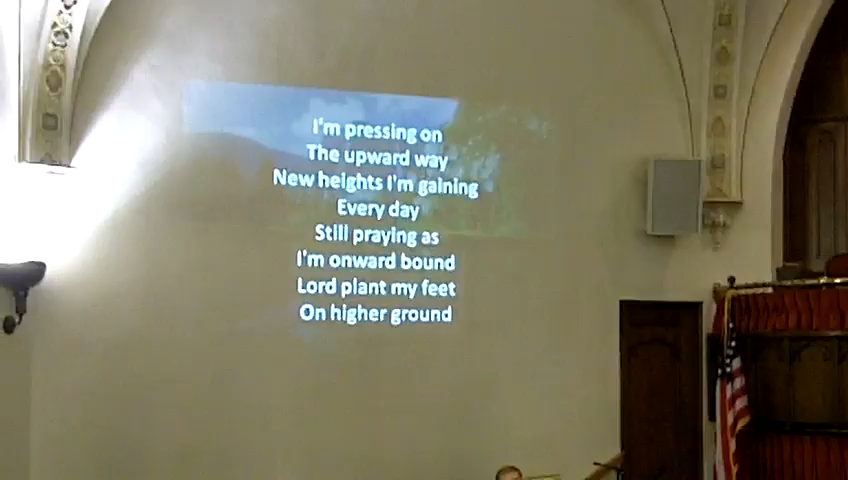 I'm pressing on
The upward way
New heights I'm gaining
Every day
Still praying as
I'm onward bound
Lord plant my feet
On higher ground